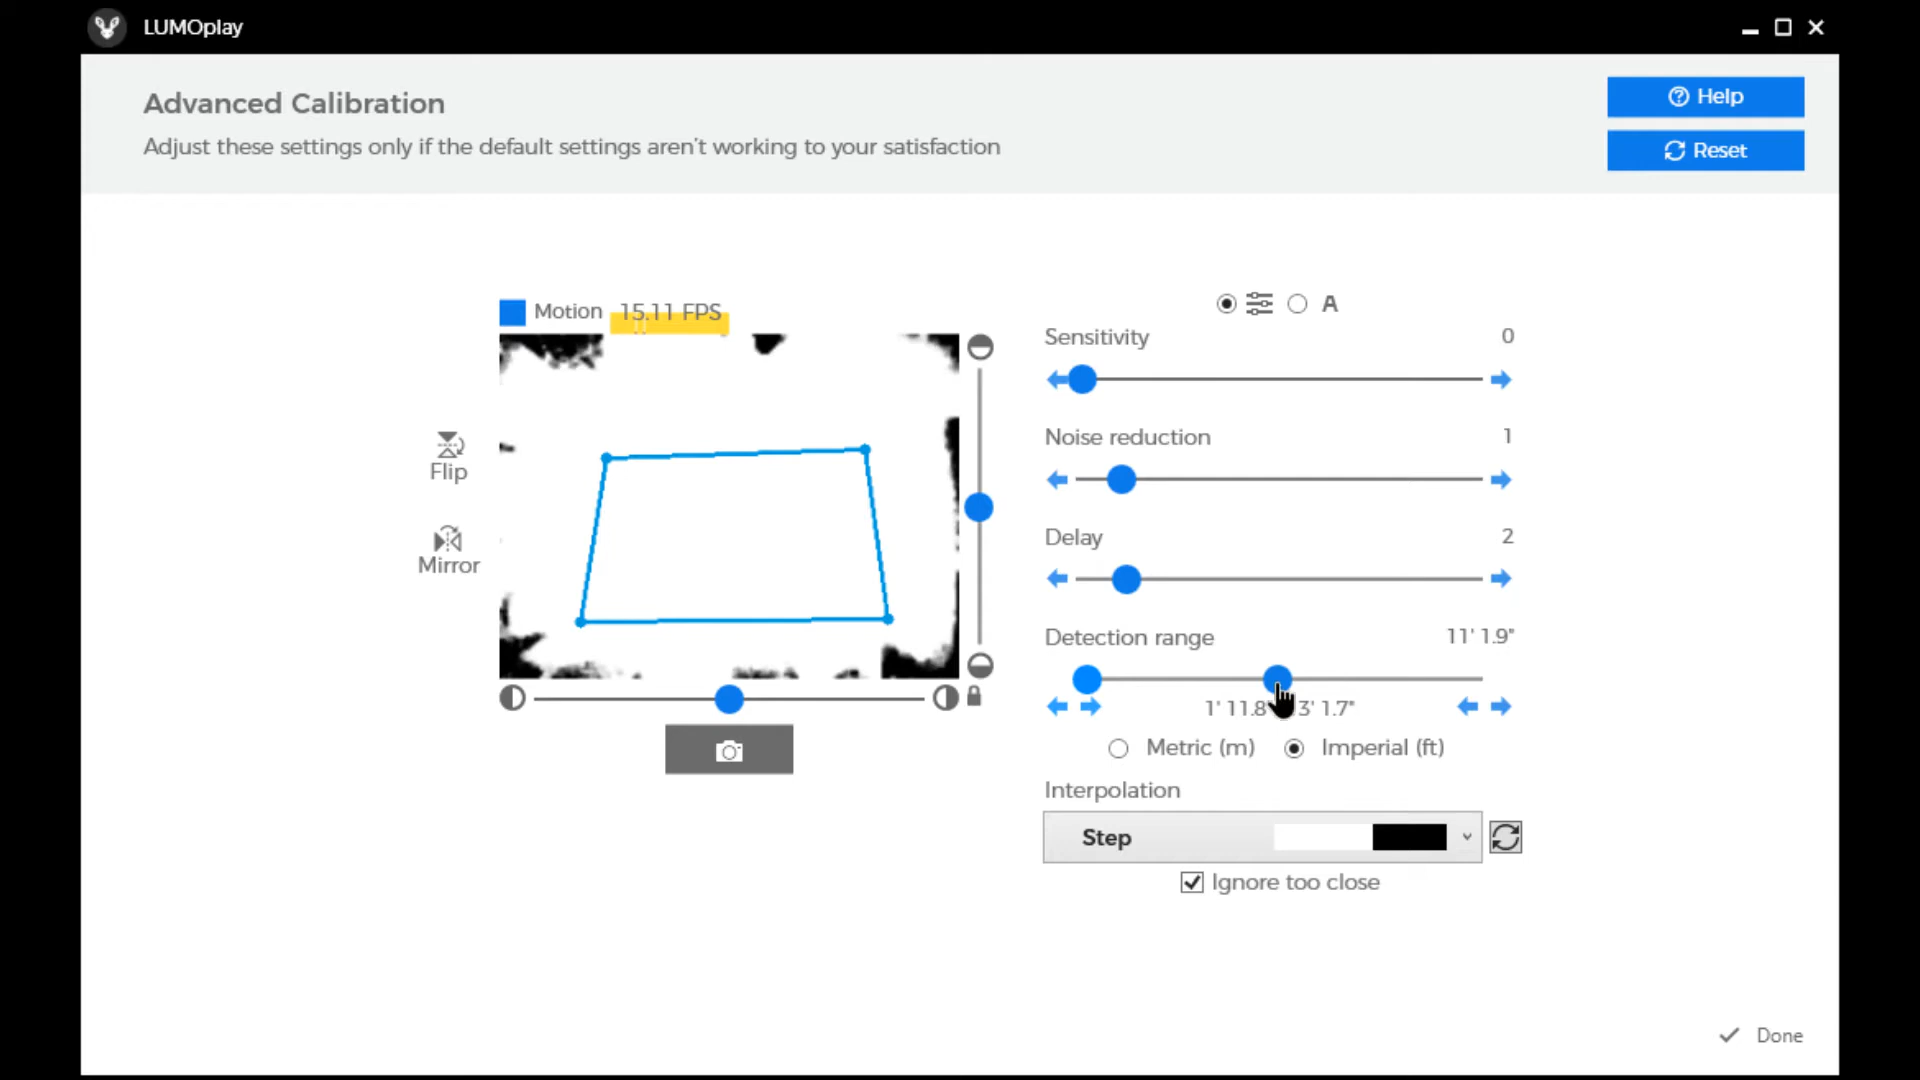 LUMOplay
Advanced Calibration
Adjust these settings only if the default settings aren't working to your satisfaction
Help
Reset
Motion 15.11 FPS
A
Sensitivity 0
Noise reduction 1
Flip
Mirror
Delay 2
Detection range 11' 1.9"
1' 11.8 3' 1.7"
Metric (m) Imperial (ft)
Interpolation
Step
Ignore too close
Done